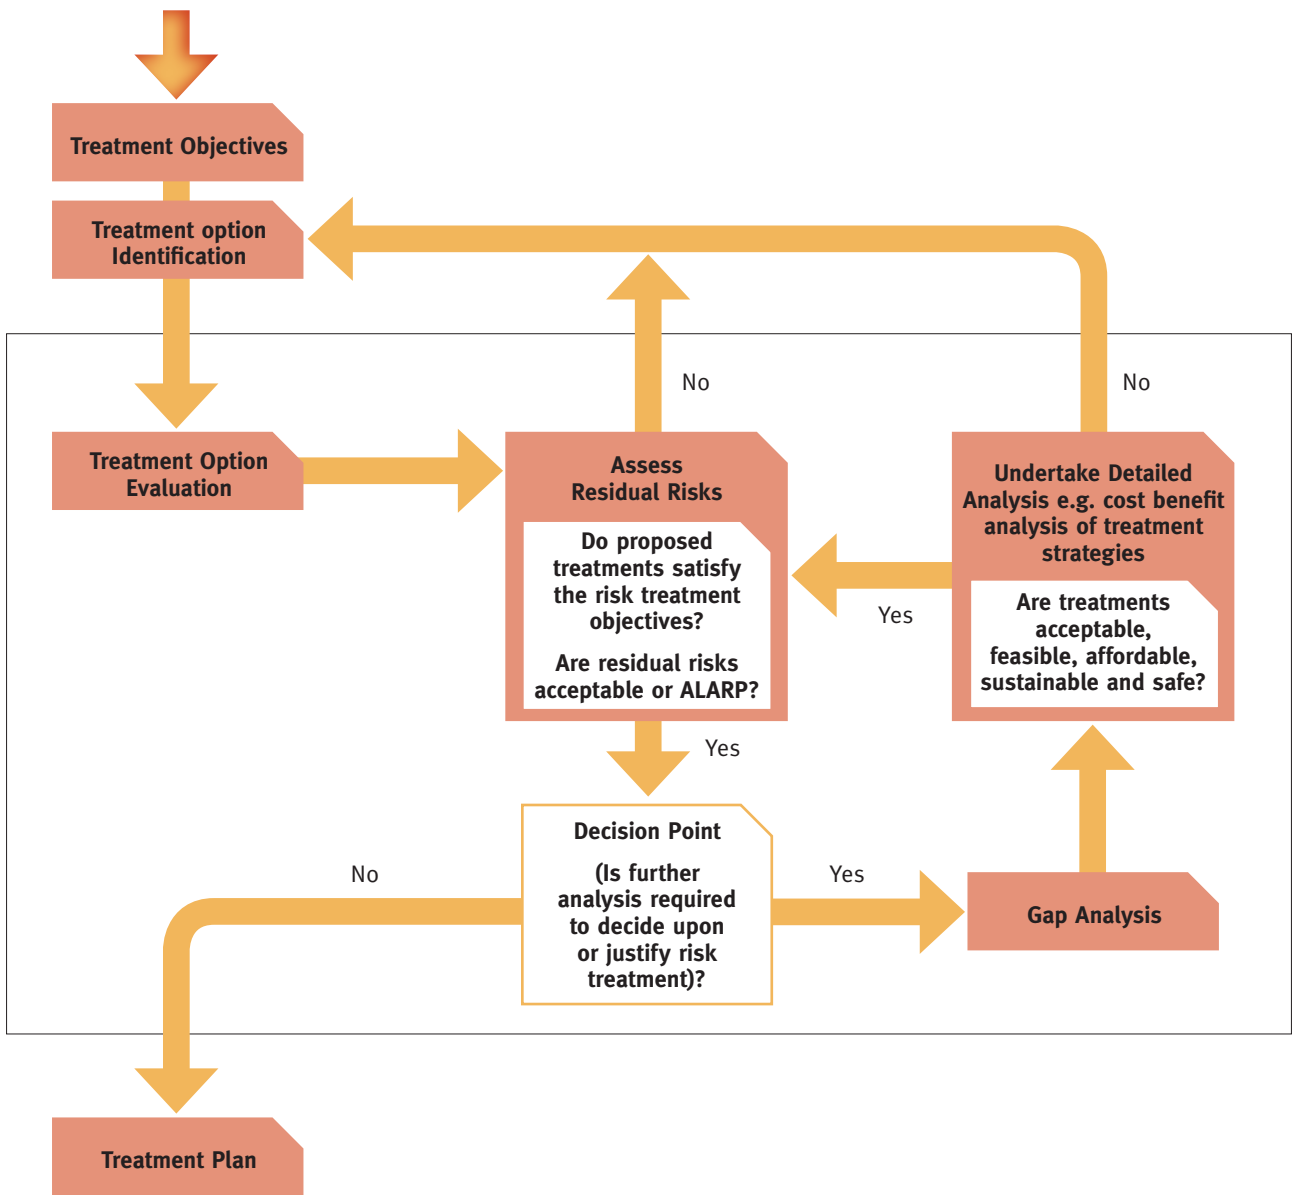 Treatment Objectives
Treatment option
Identification
No
No
Treatment Option
Evaluation
Assess
Residual Risks
Do proposed
treatments satisfy
the risk treatment
objectives?
Are residual risks
acceptable or ALARP?
Undertake Detailed
Analysis e.g. cost benefit
analysis of treatment
strategies
Are treatments
acceptable,
feasible, affordable,
sustainable and safe?
Yes
Yes
Decision Point
(Is further
analysis required
to decide upon
or justify risk
treatment)?
No
Yes
Gap Analysis
Treatment Plan